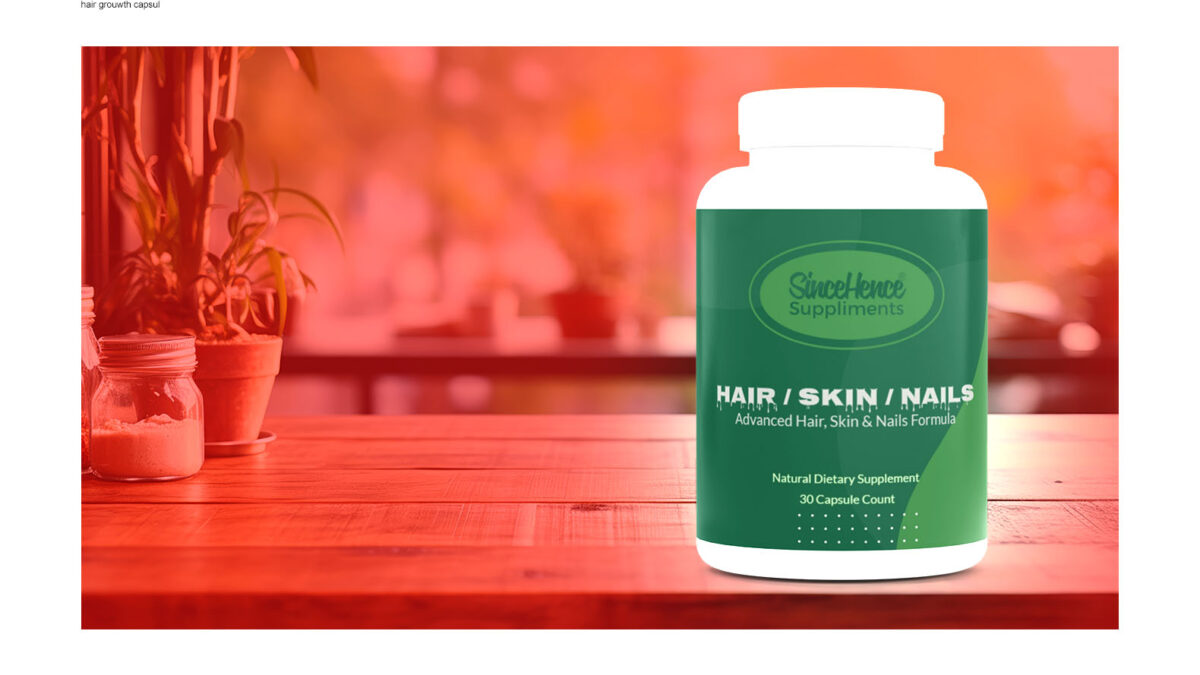 hair grouwth capsul
SinceHence®
Suppliments
HAIR / SKIN / NAILS
Advanced Hair, Skin & Nails Formula
Natural Dietary Supplement
30 Capsule Count